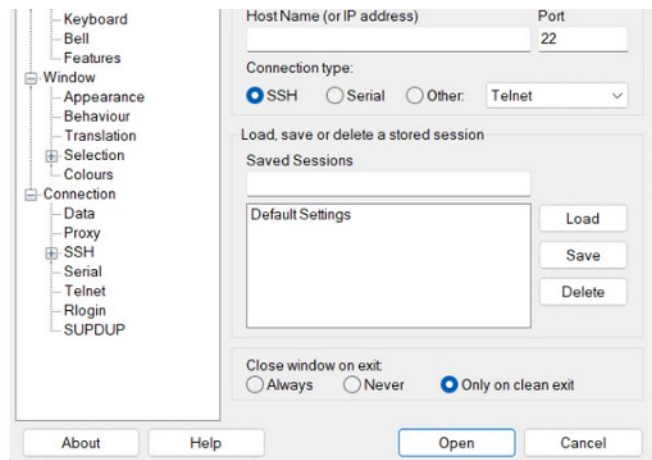 Keyboard
Bell
Features
Window
Appearance
Behaviour
Translation
Selection
Colours
Connection
Data
Proxy
SSH
Serial
Telnet
Rlogin
SUPDUP
Host Name (or IP address) Port
22
Connection type:
SSH Serial Other: Telnet
Load, save or delete a stored session
Saved Sessions
Default Settings
Load
Save
Delete
Close window on exit:
Always Never Only on clean exit
About Help Open Cancel